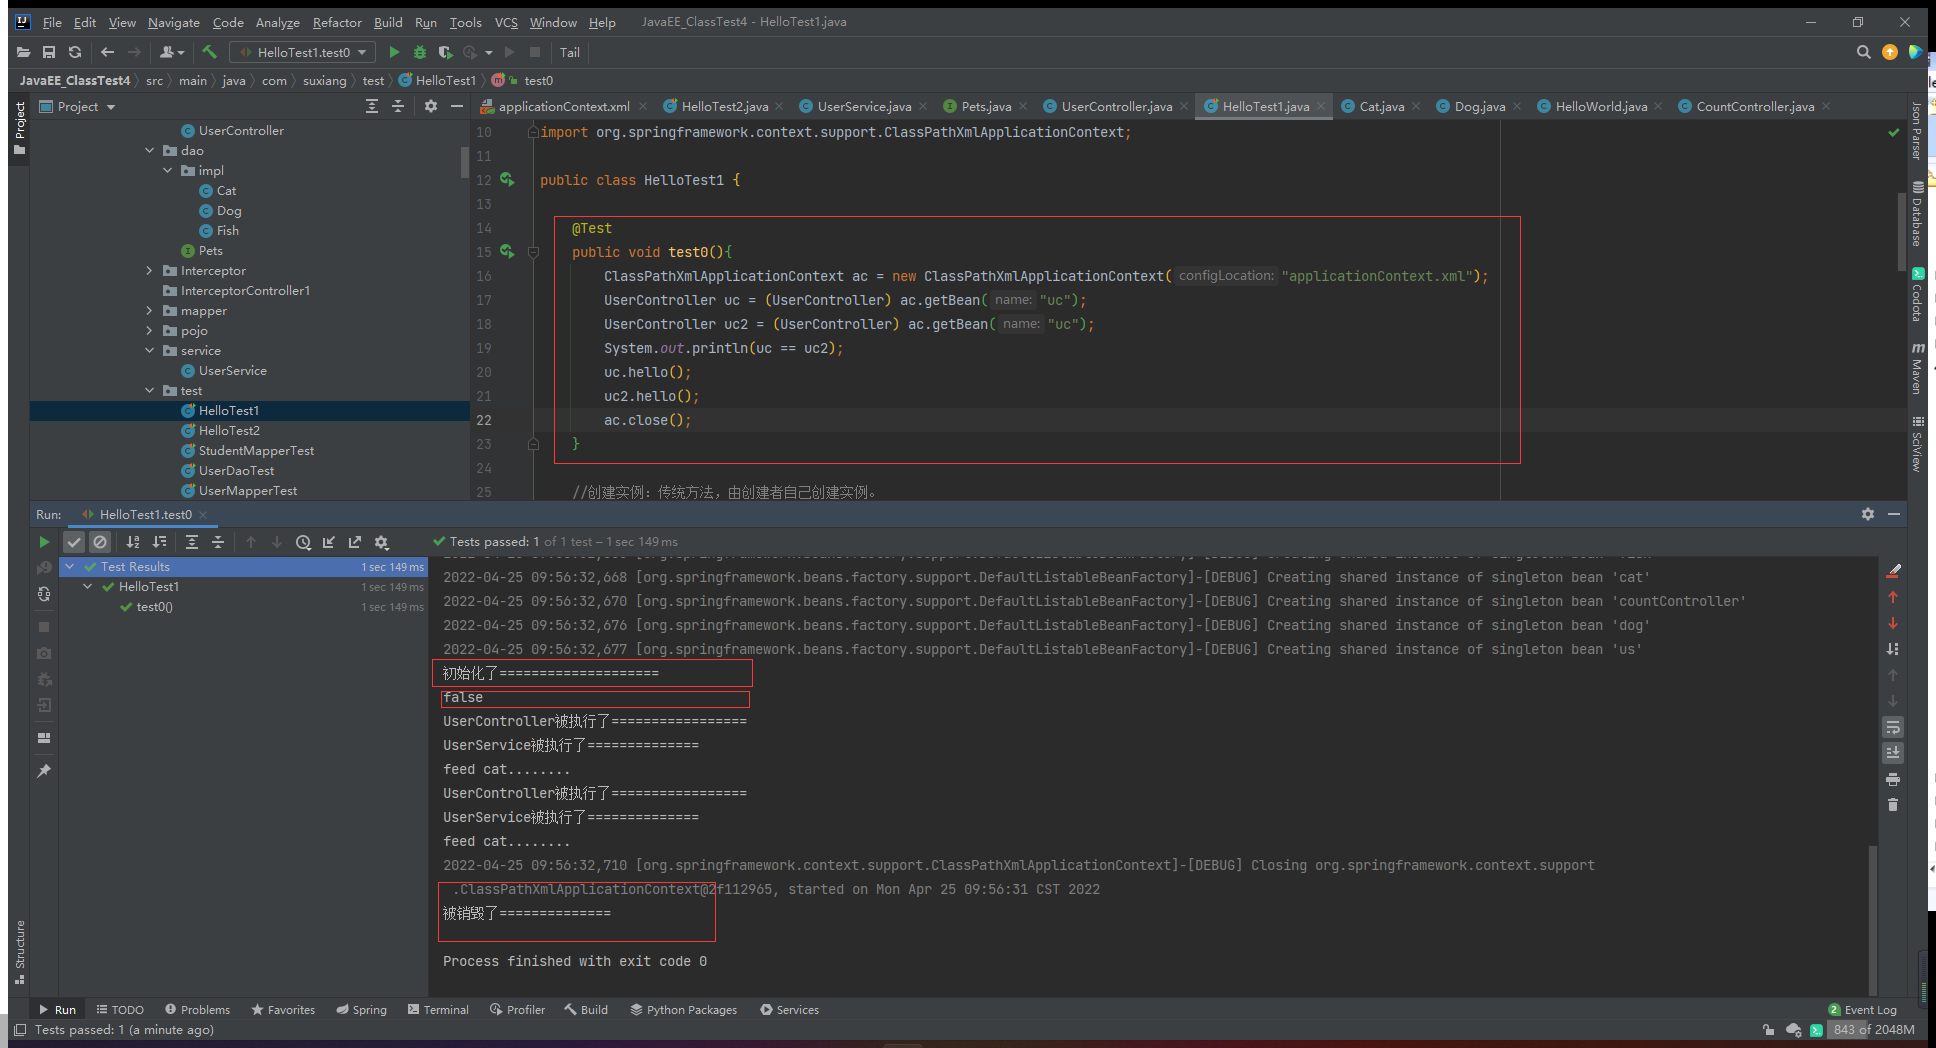 File Edit View Navigate Code Analyze Refactor Build Run Tools VCS Window Help JavaEE_ClassTest4 - HelloTest1.java
HelloTest1.test0 Tail
JavaEE_ClassTest4 src main java com suxiang test HelloTest1 test0
Project
applicationContext.xml HelloTest2.java UserService.java Pets.java UserController.java HelloTest1.java Cat.java Dog.java HelloWorld.java CountController.java
Project
UserController
dao
impl
Cat
Dog
Fish
Pets
Interceptor
InterceptorController1
mapper
pojo
service
UserService
test
HelloTest1
HelloTest2
StudentMapperTest
UserDaoTest
UserMapperTest
10 import org.springframework.context.support.ClassPathXmlApplicationContext;
11
12 public class HelloTest1 {
13
14 @Test
15 public void test0(){
16 ClassPathXmlApplicationContext ac = new ClassPathXmlApplicationContext( configLocation: "applicationContext.xml");
17 UserController uc = (UserController) ac.getBean( name: "uc");
18 UserController uc2 = (UserController) ac.getBean( name: "uc");
19 System.out.println(uc == uc2);
20 uc.hello();
21 uc2.hello();
22 ac.close();
23 }
24
25 //创建实例：传统方法，由创建者自己创建实例。
Json Parser
Database
Codota
Maven
SciView
Run: HelloTest1.test0
Tests passed: 1 of 1 test – 1 sec 149 ms
Test Results 1 sec 149 ms
HelloTest1 1 sec 149 ms
test0() 1 sec 149 ms
2022-04-25 09:56:32,668 [org.springframework.beans.factory.support.DefaultListableBeanFactory]-[DEBUG] Creating shared instance of singleton bean 'cat'
2022-04-25 09:56:32,670 [org.springframework.beans.factory.support.DefaultListableBeanFactory]-[DEBUG] Creating shared instance of singleton bean 'countController'
2022-04-25 09:56:32,676 [org.springframework.beans.factory.support.DefaultListableBeanFactory]-[DEBUG] Creating shared instance of singleton bean 'dog'
2022-04-25 09:56:32,677 [org.springframework.beans.factory.support.DefaultListableBeanFactory]-[DEBUG] Creating shared instance of singleton bean 'us'
初始化了====================
false
UserController被执行了=================
UserService被执行了==============
feed cat........
UserController被执行了=================
UserService被执行了==============
feed cat........
2022-04-25 09:56:32,710 [org.springframework.context.support.ClassPathXmlApplicationContext]-[DEBUG] Closing org.springframework.context.support
.ClassPathXmlApplicationContext@2f112965, started on Mon Apr 25 09:56:31 CST 2022
被销毁了==============
Process finished with exit code 0
Structure
Run TODO Problems Favorites Spring Terminal Profiler Build Python Packages Services 2 Event Log
Tests passed: 1 (a minute ago) 843 of 2048M